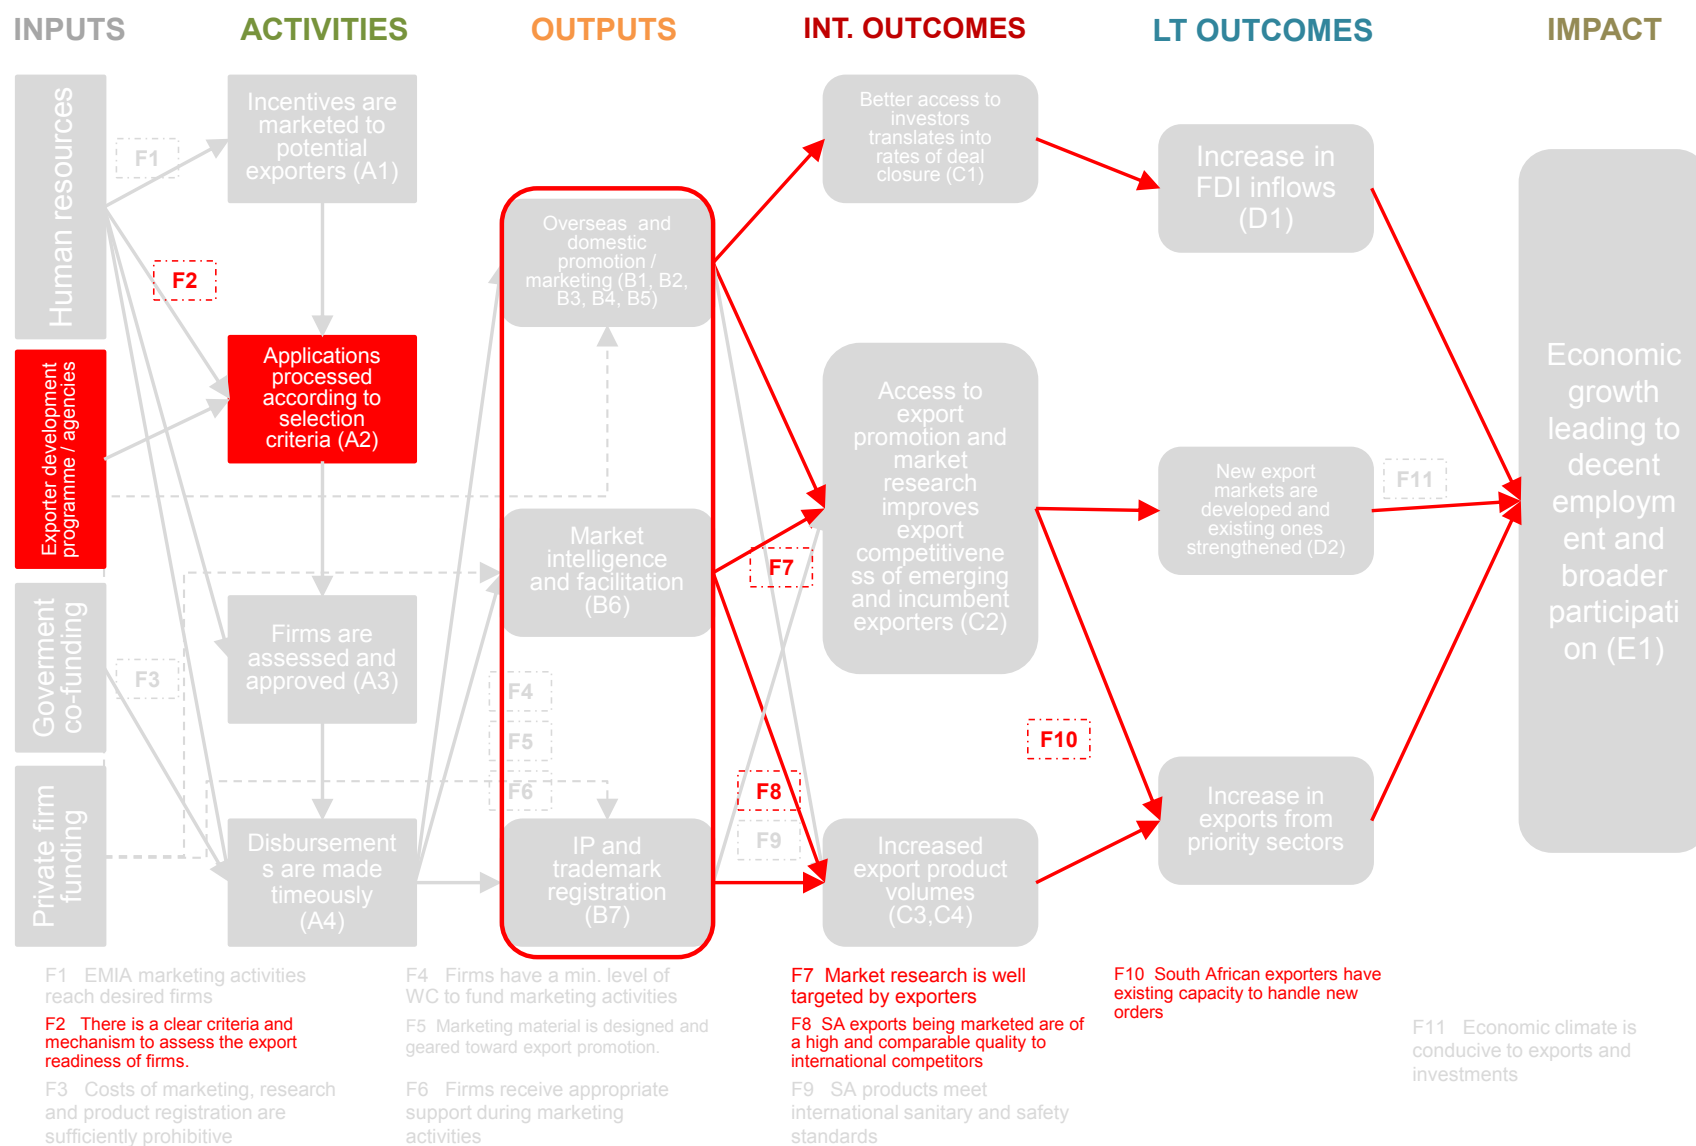 INPUTS
ACTIVITIES
OUTPUTS
INT. OUTCOMES
LT OUTCOMES
IMPACT
Human resources
Exporter development
programme / agencies
Government
co-funding
Private firm
funding
F1
F2
F3
Incentives are
marketed to
potential
exporters (A1)
Applications
processed
according to
selection
criteria (A2)
Firms are
assessed and
approved (A3)
Disbursement
s are made
timeously
(A4)
F4
F5
F6
Overseas and
domestic
promotion /
marketing (B1, B2,
B3, B4, B5)
Market
intelligence
and facilitation
(B6)
IP and
trademark
registration
(B7)
F7
F8
F9
Better access to
investors
translates into
rates of deal
closure (C1)
Access to
export
promotion and
market
research
improves
export
competitivene
ss of emerging
and incumbent
exporters (C2)
Increased
export product
volumes
(C3,C4)
F10
Increase in
FDI inflows
(D1)
New export
markets are
developed and
existing ones
strengthened (D2)
Increase in
exports from
priority sectors
F11
Economic
growth
leading to
decent
employm
ent and
broader
participati
on (E1)
F1 EMIA marketing activities
reach desired firms
F2 There is a clear criteria and
mechanism to assess the export
readiness of firms.
F3 Costs of marketing, research
and product registration are
sufficiently prohibitive
F4 Firms have a min. level of
WC to fund marketing activities
F5 Marketing material is designed and
geared toward export promotion.
F6 Firms receive appropriate
support during marketing
activities
F7 Market research is well
targeted by exporters
F8 SA exports being marketed are of
a high and comparable quality to
international competitors
F9 SA products meet
international sanitary and safety
standards
F10 South African exporters have
existing capacity to handle new
orders
F11 Economic climate is
conducive to exports and
investments